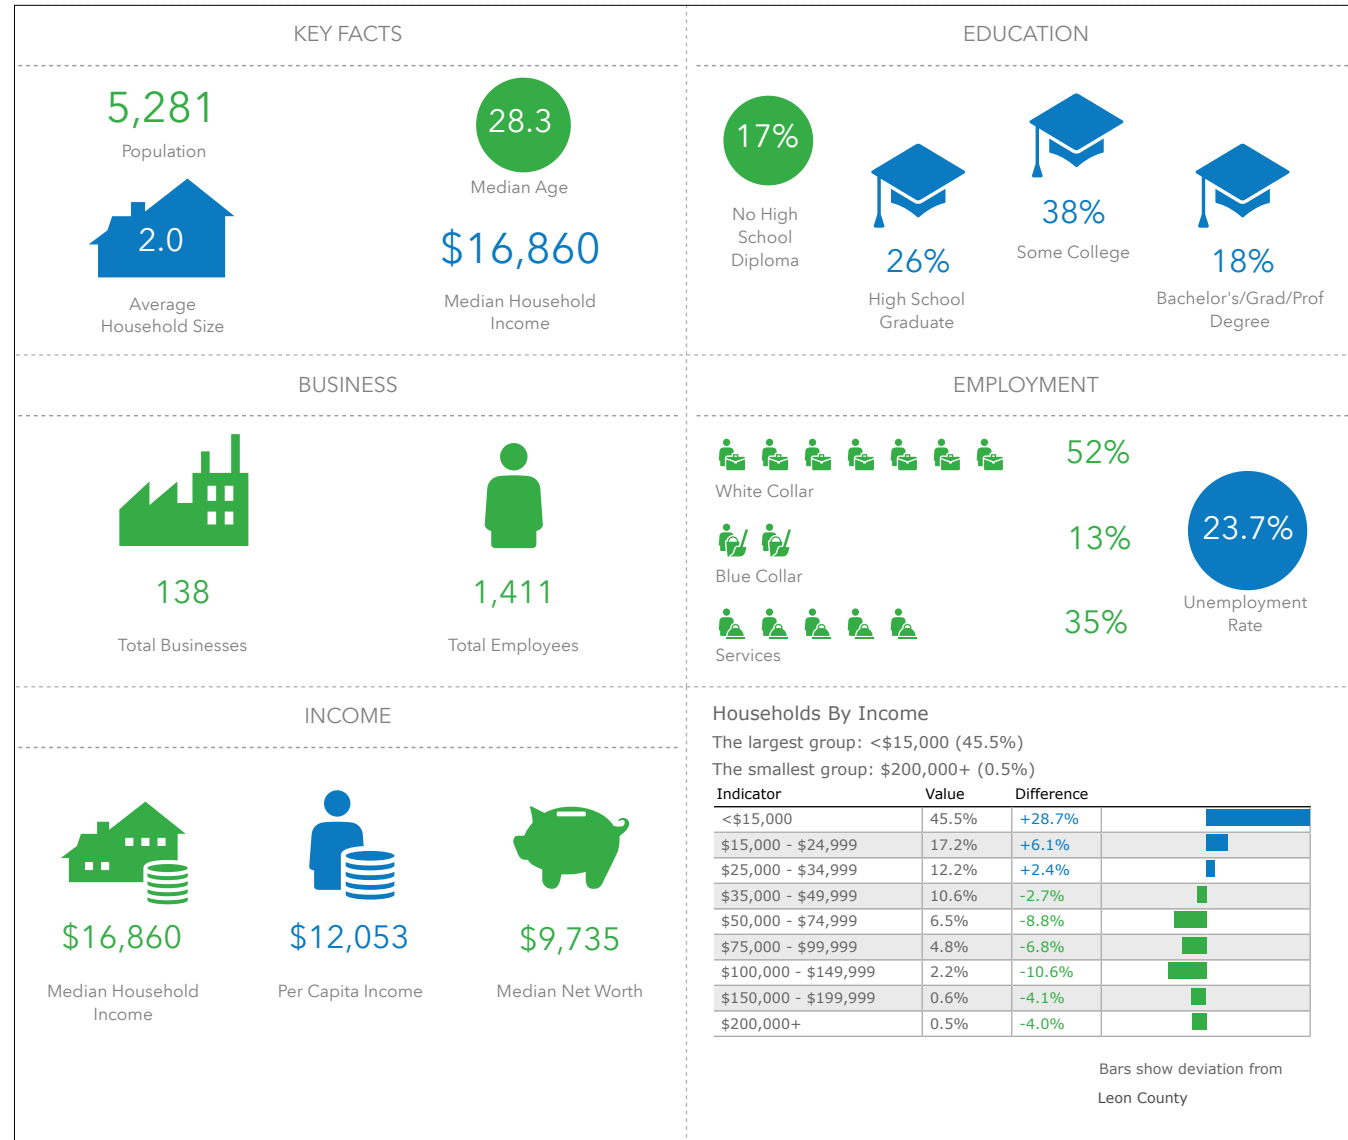 KEY FACTS
5,281
Population
28.3
Median Age
2.0
Average
Household Size
$16,860
Median Household
Income
EDUCATION
17%
No High
School
Diploma
26%
High School
Graduate
38%
Some College
18%
Bachelor's/Grad/Prof
Degree
BUSINESS
138
Total Businesses
1,411
Total Employees
EMPLOYMENT
52%
White Collar
13%
Blue Collar
35%
Services
23.7%
Unemployment
Rate
INCOME
$16,860
Median Household
Income
$12,053
Per Capita Income
$9,735
Median Net Worth
Households By Income
The largest group: <$15,000 (45.5%)
The smallest group: $200,000+ (0.5%)
Indicator Value Difference
<$15,000 45.5% +28.7%
$15,000 - $24,999 17.2% +6.1%
$25,000 - $34,999 12.2% +2.4%
$35,000 - $49,999 10.6% -2.7%
$50,000 - $74,999 6.5% -8.8%
$75,000 - $99,999 4.8% -6.8%
$100,000 - $149,999 2.2% -10.6%
$150,000 - $199,999 0.6% -4.1%
$200,000+ 0.5% -4.0%
Bars show deviation from
Leon County